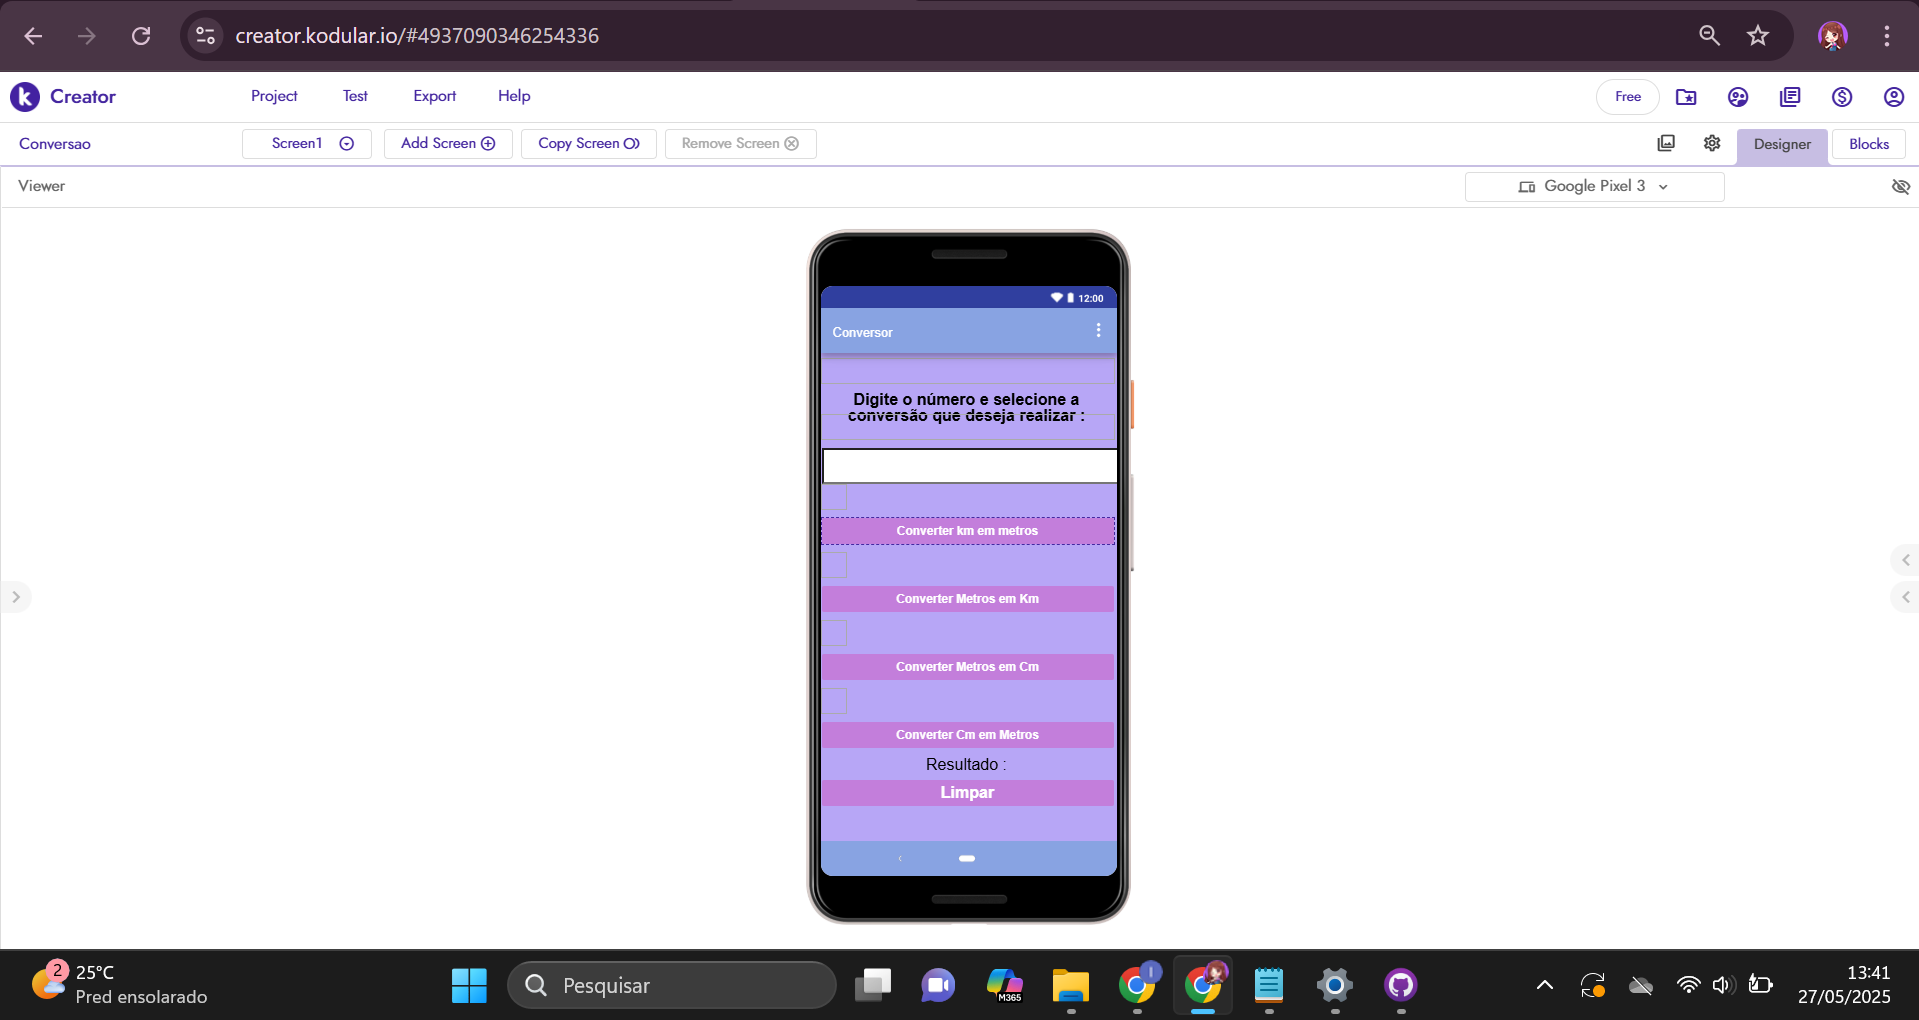 creator.kodular.io/#4937090346254336
Creator
Project
Test
Export
Help
Free
Conversao
Screen1
Add Screen
Copy Screen
Remove Screen
Designer
Blocks
Viewer
Google Pixel 3
12:00
Conversor
Digite o número e selecione a
conversão que deseja realizar :
Converter km em metros
Converter Metros em Km
Converter Metros em Cm
Converter Cm em Metros
Resultado :
Limpar
2
25°C
Pred ensolarado
Pesquisar
M365
I
13:41
27/05/2025